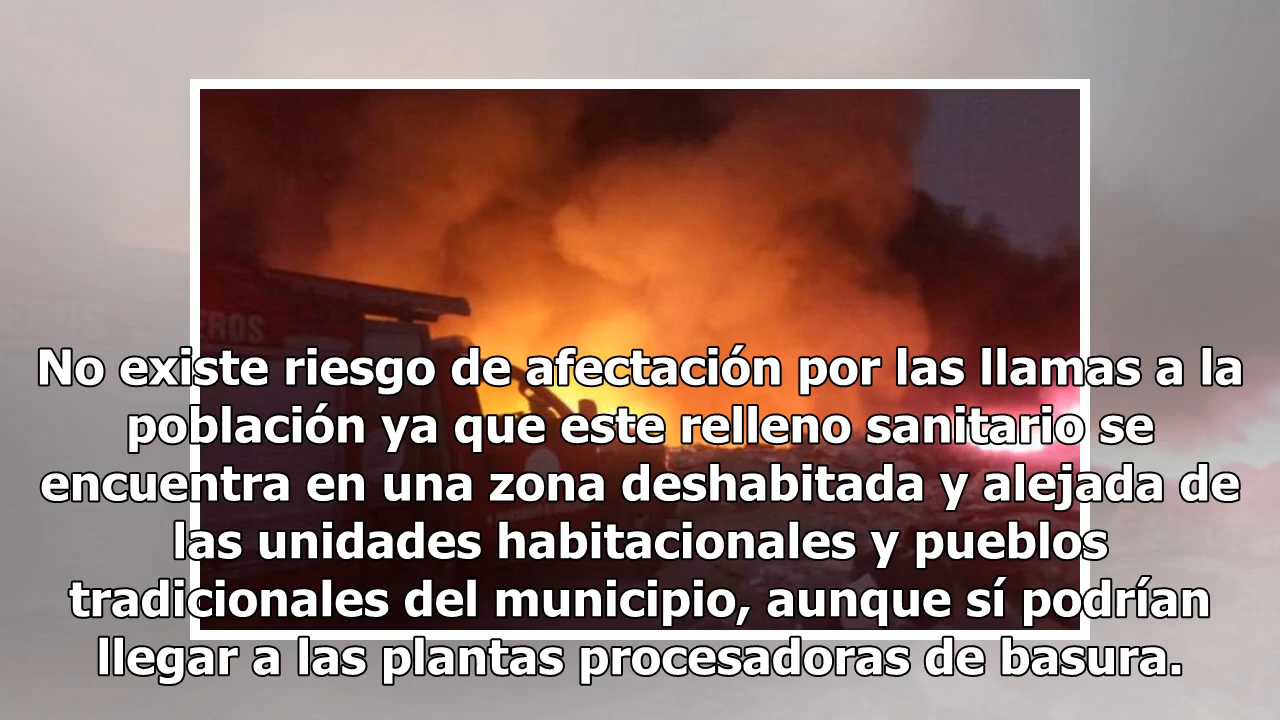 No existe riesgo de afectación por las llamas a la
población ya que este relleno sanitario se
encuentra en una zona deshabitada y alejada de
las unidades habitacionales y pueblos
tradicionales del municipio, aunque sí podrían
llegar a las plantas procesadoras de basura.